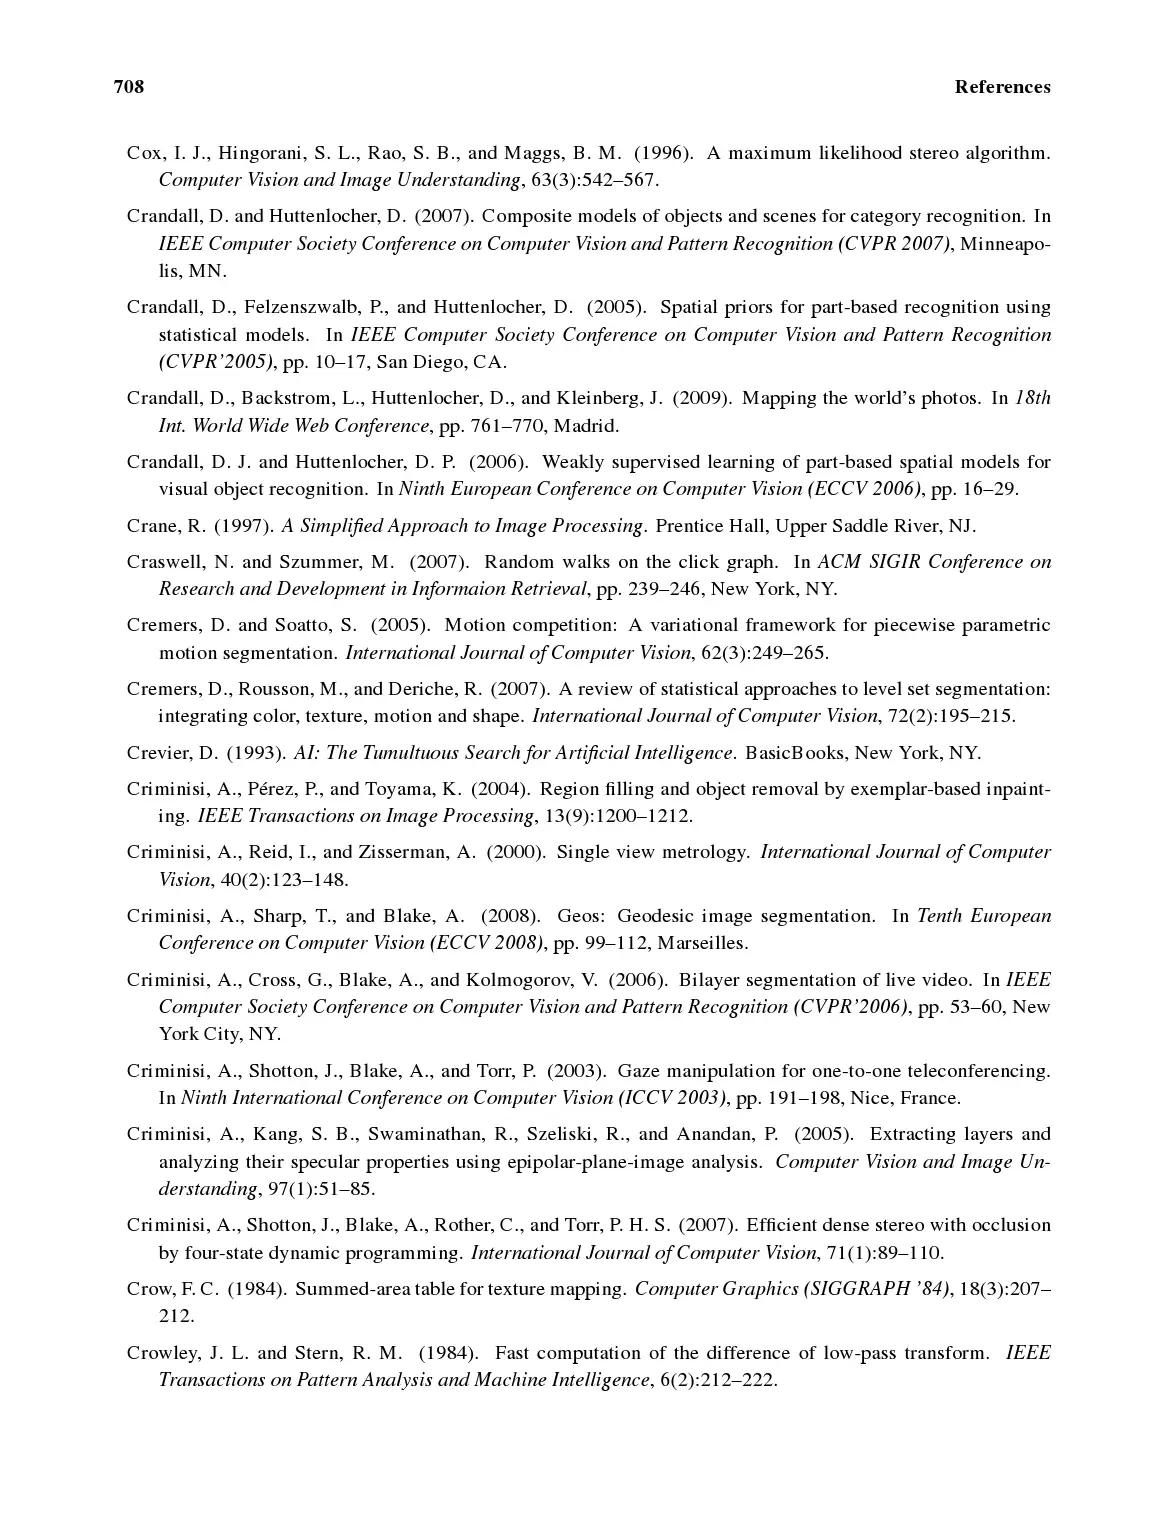 708 References
Cox, I. J., Hingorani, S. L., Rao, S. B., and Maggs, B. M. (1996). A maximum likelihood stereo algorithm.
Computer Vision and Image Understanding, 63(3):542–567.
Crandall, D. and Huttenlocher, D. (2007). Composite models of objects and scenes for category recognition. In
IEEE Computer Society Conference on Computer Vision and Pattern Recognition (CVPR 2007), Minneapo-
lis, MN.
Crandall, D., Felzenszwalb, P., and Huttenlocher, D. (2005). Spatial priors for part-based recognition using
statistical models. In IEEE Computer Society Conference on Computer Vision and Pattern Recognition
(CVPR’2005), pp. 10–17, San Diego, CA.
Crandall, D., Backstrom, L., Huttenlocher, D., and Kleinberg, J. (2009). Mapping the world’s photos. In 18th
Int. World Wide Web Conference, pp. 761–770, Madrid.
Crandall, D. J. and Huttenlocher, D. P. (2006). Weakly supervised learning of part-based spatial models for
visual object recognition. In Ninth European Conference on Computer Vision (ECCV 2006), pp. 16–29.
Crane, R. (1997). A Simplified Approach to Image Processing. Prentice Hall, Upper Saddle River, NJ.
Craswell, N. and Szummer, M. (2007). Random walks on the click graph. In ACM SIGIR Conference on
Research and Development in Informaion Retrieval, pp. 239–246, New York, NY.
Cremers, D. and Soatto, S. (2005). Motion competition: A variational framework for piecewise parametric
motion segmentation. International Journal of Computer Vision, 62(3):249–265.
Cremers, D., Rousson, M., and Deriche, R. (2007). A review of statistical approaches to level set segmentation:
integrating color, texture, motion and shape. International Journal of Computer Vision, 72(2):195–215.
Crevier, D. (1993). AI: The Tumultuous Search for Artificial Intelligence. BasicBooks, New York, NY.
Criminisi, A., Pérez, P., and Toyama, K. (2004). Region filling and object removal by exemplar-based inpaint-
ing. IEEE Transactions on Image Processing, 13(9):1200–1212.
Criminisi, A., Reid, I., and Zisserman, A. (2000). Single view metrology. International Journal of Computer
Vision, 40(2):123–148.
Criminisi, A., Sharp, T., and Blake, A. (2008). Geos: Geodesic image segmentation. In Tenth European
Conference on Computer Vision (ECCV 2008), pp. 99–112, Marseilles.
Criminisi, A., Cross, G., Blake, A., and Kolmogorov, V. (2006). Bilayer segmentation of live video. In IEEE
Computer Society Conference on Computer Vision and Pattern Recognition (CVPR’2006), pp. 53–60, New
York City, NY.
Criminisi, A., Shotton, J., Blake, A., and Torr, P. (2003). Gaze manipulation for one-to-one teleconferencing.
In Ninth International Conference on Computer Vision (ICCV 2003), pp. 191–198, Nice, France.
Criminisi, A., Kang, S. B., Swaminathan, R., Szeliski, R., and Anandan, P. (2005). Extracting layers and
analyzing their specular properties using epipolar-plane-image analysis. Computer Vision and Image Un-
derstanding, 97(1):51–85.
Criminisi, A., Shotton, J., Blake, A., Rother, C., and Torr, P. H. S. (2007). Efficient dense stereo with occlusion
by four-state dynamic programming. International Journal of Computer Vision, 71(1):89–110.
Crow, F. C. (1984). Summed-area table for texture mapping. Computer Graphics (SIGGRAPH ’84), 18(3):207–
212.
Crowley, J. L. and Stern, R. M. (1984). Fast computation of the difference of low-pass transform. IEEE
Transactions on Pattern Analysis and Machine Intelligence, 6(2):212–222.